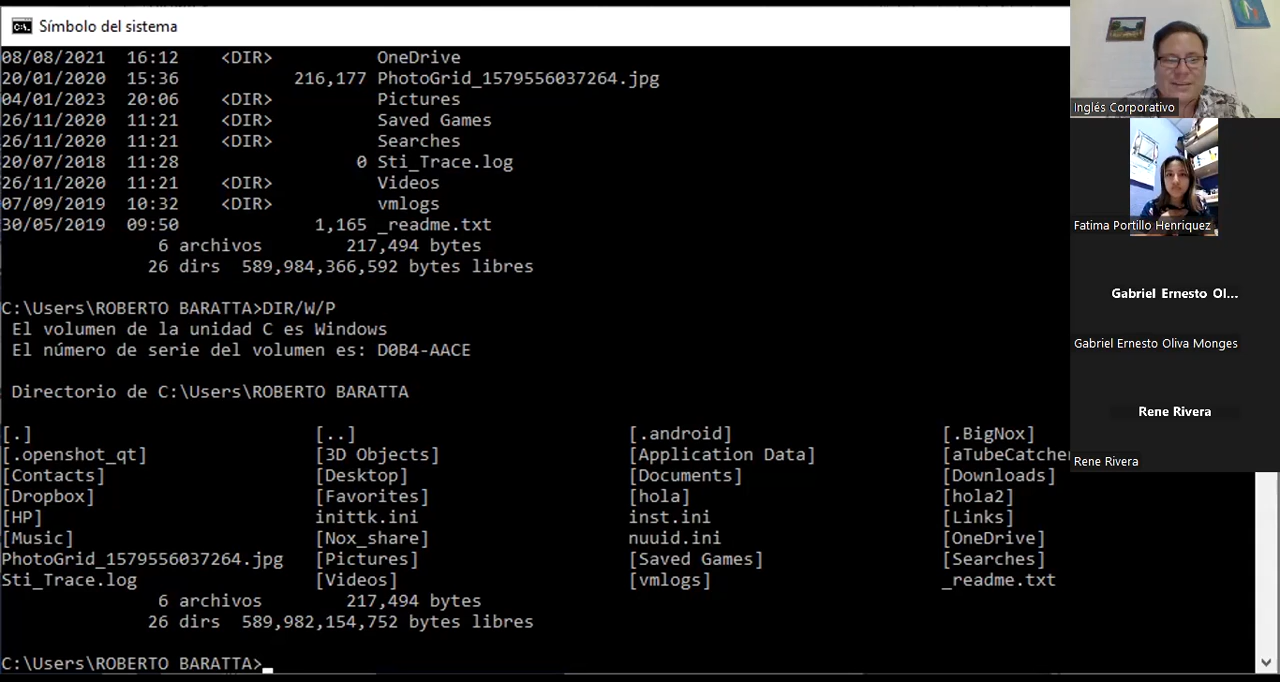 Símbolo del sistema
08/08/2021  16:12    <DIR>          OneDrive
20/01/2020  15:36           216,177 PhotoGrid_1579556037264.jpg
04/01/2023  20:06    <DIR>          Pictures
26/11/2020  11:21    <DIR>          Saved Games
26/11/2020  11:21    <DIR>          Searches
20/07/2018  11:28                 0 Sti_Trace.log
26/11/2020  11:21    <DIR>          Videos
07/09/2019  10:32    <DIR>          vmlogs
30/05/2019  09:50             1,165 _readme.txt
6 archivos        217,494 bytes
26 dirs  589,984,366,592 bytes libres
C:\Users\ROBERTO BARATTA>DIR/W/P
El volumen de la unidad C es Windows
El número de serie del volumen es: D0B4-AACE
Directorio de C:\Users\ROBERTO BARATTA
[.] [..] [.android] [.BigNox]
[.openshot_qt] [3D Objects] [Application Data] [aTubeCatcher
[Contacts] [Desktop] [Documents] [Downloads]
[Dropbox] [Favorites] [hola] [hola2]
[HP] inittk.ini inst.ini [Links]
[Music] [Nox_share] nuuid.ini [OneDrive]
PhotoGrid_1579556037264.jpg [Pictures] [Saved Games] [Searches]
Sti_Trace.log [Videos] [vmlogs] _readme.txt
6 archivos        217,494 bytes
26 dirs  589,982,154,752 bytes libres
C:\Users\ROBERTO BARATTA>
Inglés Corporativo
Fatima Portillo Henriquez
Gabriel Ernesto Ol...
Gabriel Ernesto Oliva Monges
Rene Rivera
Rene Rivera